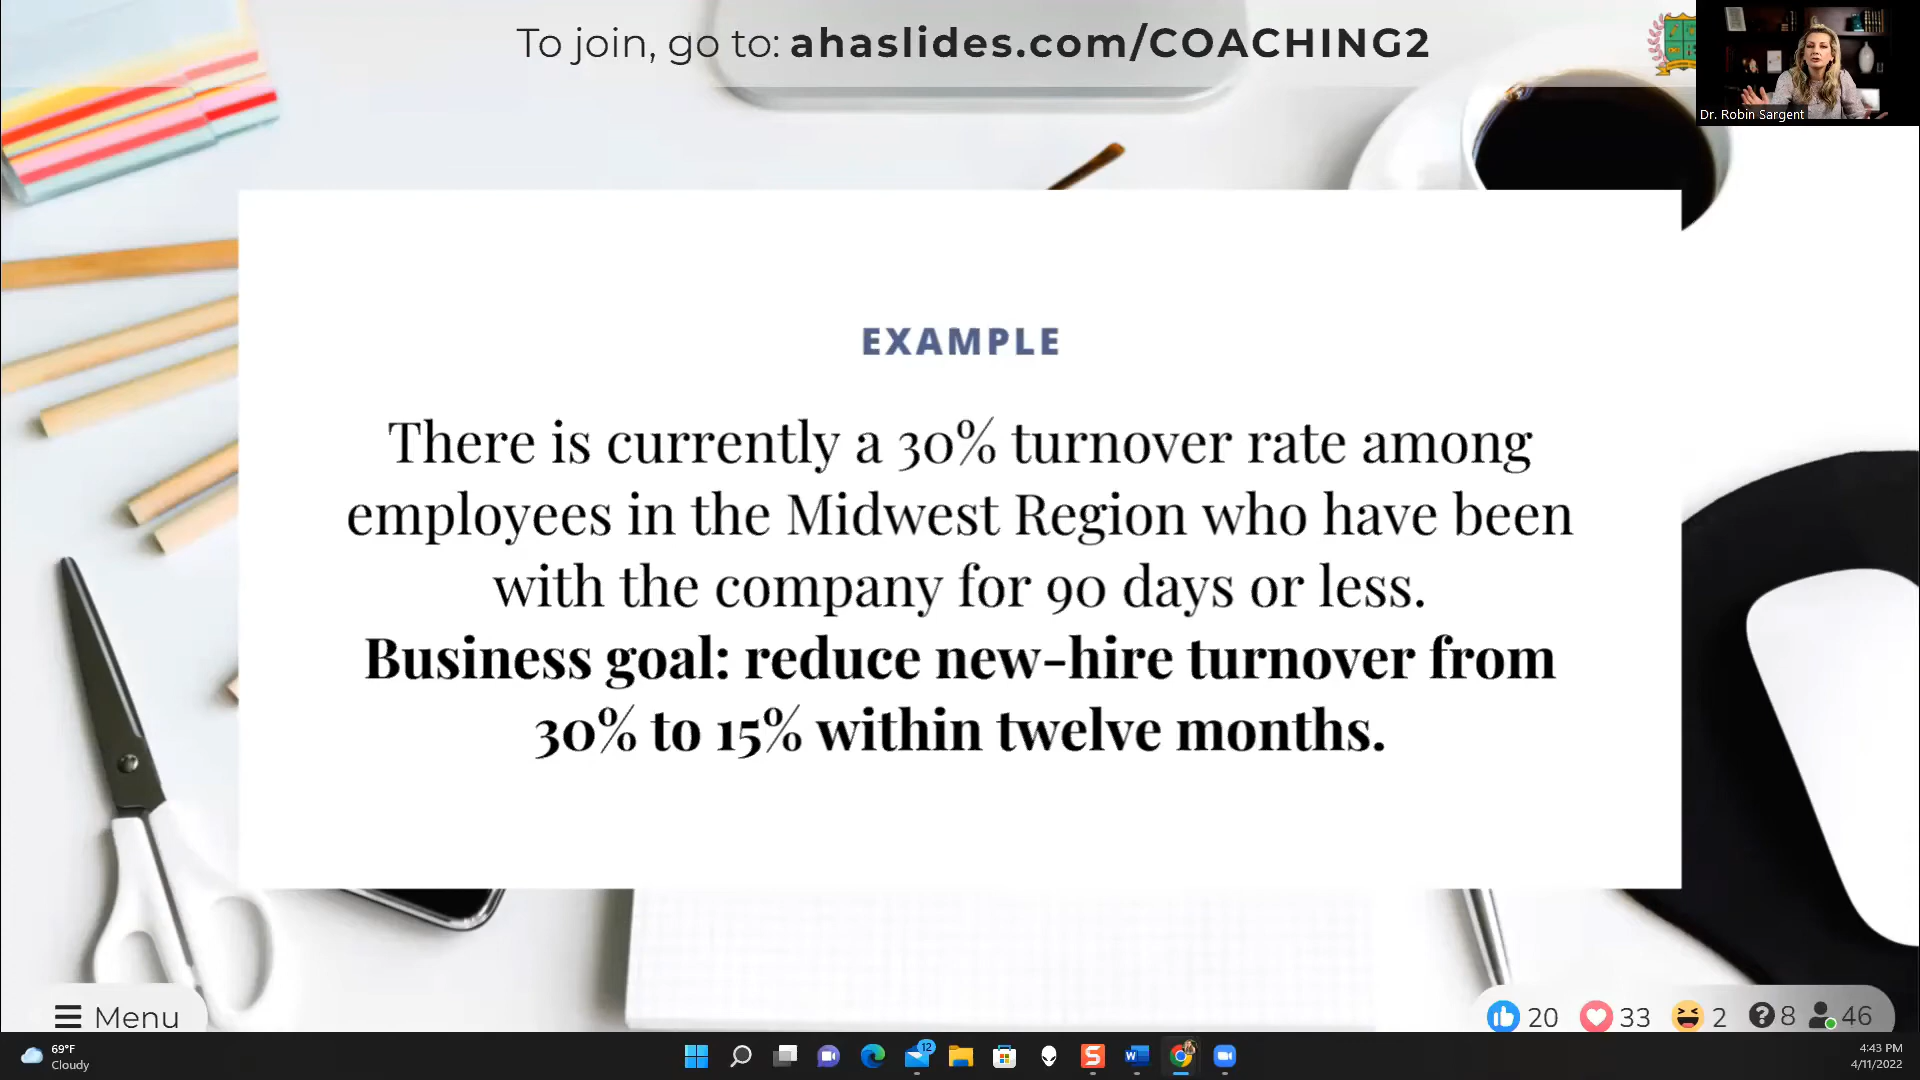 To join, go to: ahaslides.com/COACHING2
Dr. Robin Sargent
EXAMPLE
There is currently a 30% turnover rate among
employees in the Midwest Region who have been
with the company for 90 days or less.
Business goal: reduce new-hire turnover from
30% to 15% within twelve months.
Menu
20
33
2
8
46
69°F
Cloudy
12
4:43 PM
4/11/2022